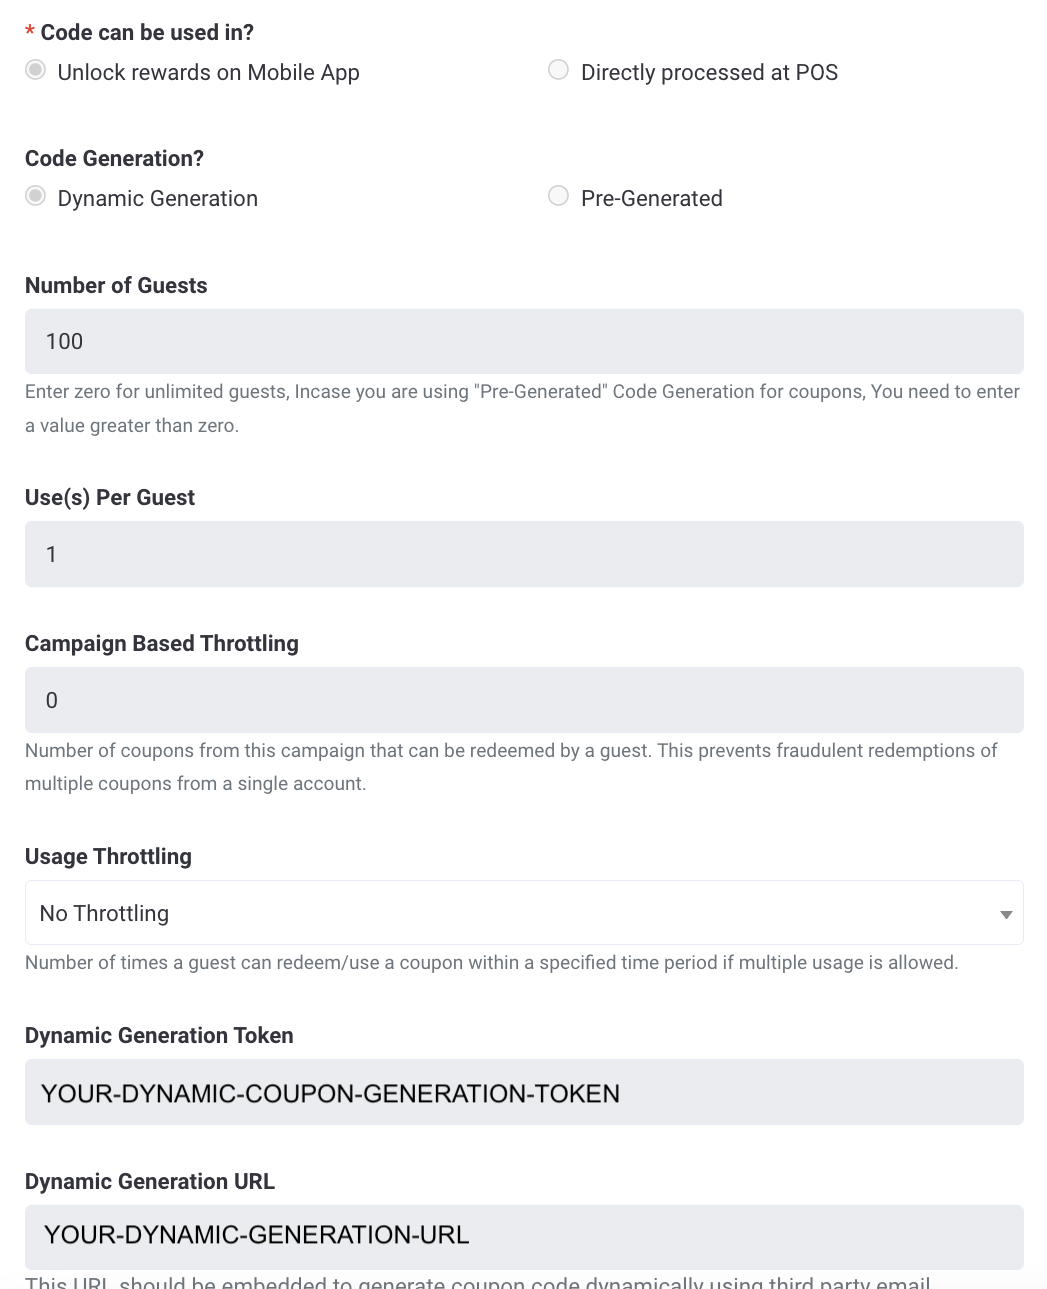 * Code can be used in?
Unlock rewards on Mobile App
Directly processed at POS
Code Generation?
Dynamic Generation
Pre-Generated
Number of Guests
100
Enter zero for unlimited guests, Incase you are using "Pre-Generated" Code Generation for coupons, You need to enter
a value greater than zero.
Use(s) Per Guest
1
Campaign Based Throttling
0
Number of coupons from this campaign that can be redeemed by a guest. This prevents fraudulent redemptions of
multiple coupons from a single account.
Usage Throttling
No Throttling
Number of times a guest can redeem/use a coupon within a specified time period if multiple usage is allowed.
Dynamic Generation Token
YOUR-DYNAMIC-COUPON-GENERATION-TOKEN
Dynamic Generation URL
YOUR-DYNAMIC-GENERATION-URL
This URL should be embedded to generate coupon code dynamically using third party email